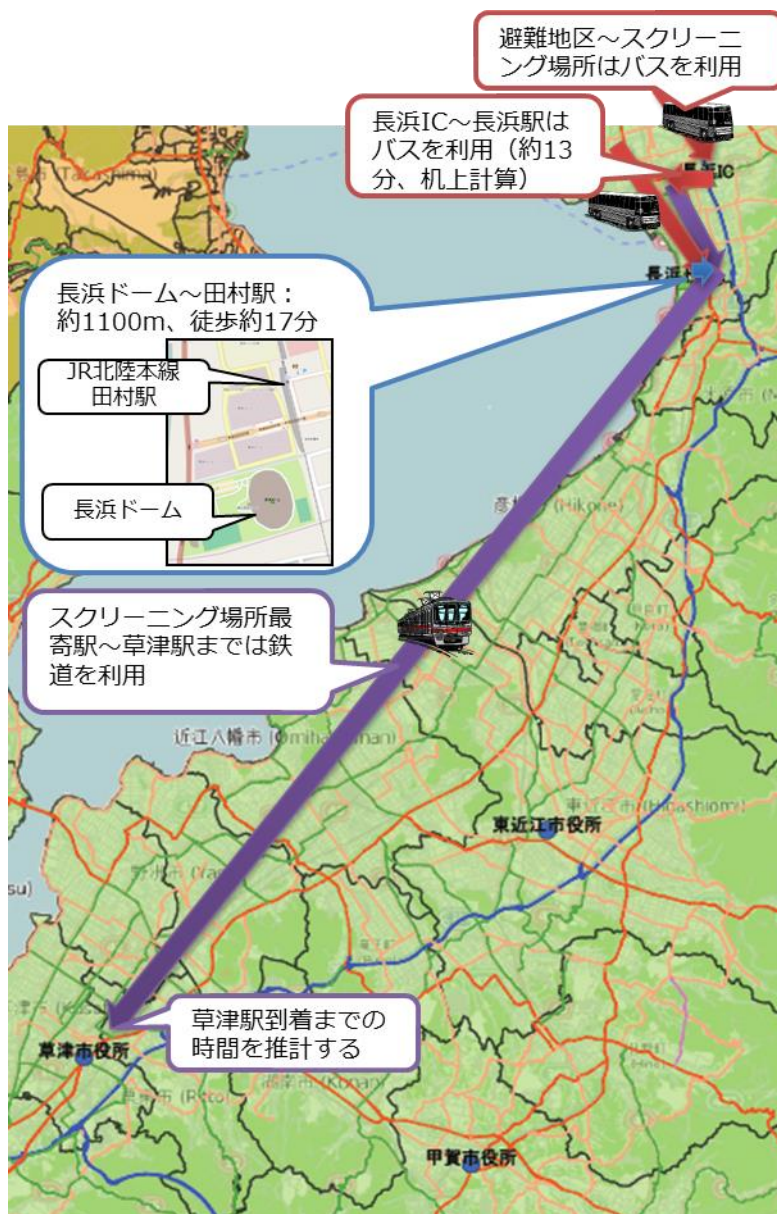 避難地区～スクリーニ
ング場所はバスを利用
長浜IC～長浜駅は
バスを利用（約13
分、机上計算）
(Takashima)
長浜ドーム～田村駅：
約1100m、徒歩約17分
JR北陸本線
田村駅
長浜ドーム
(Hikone)
スクリーニング場所最
寄駅～草津駅までは鉄
道を利用
近江八幡市
東近江市 (Higashiomi)
東近江市役所
草津駅到着までの
時間を推計する
草津市役所
甲賀市役所